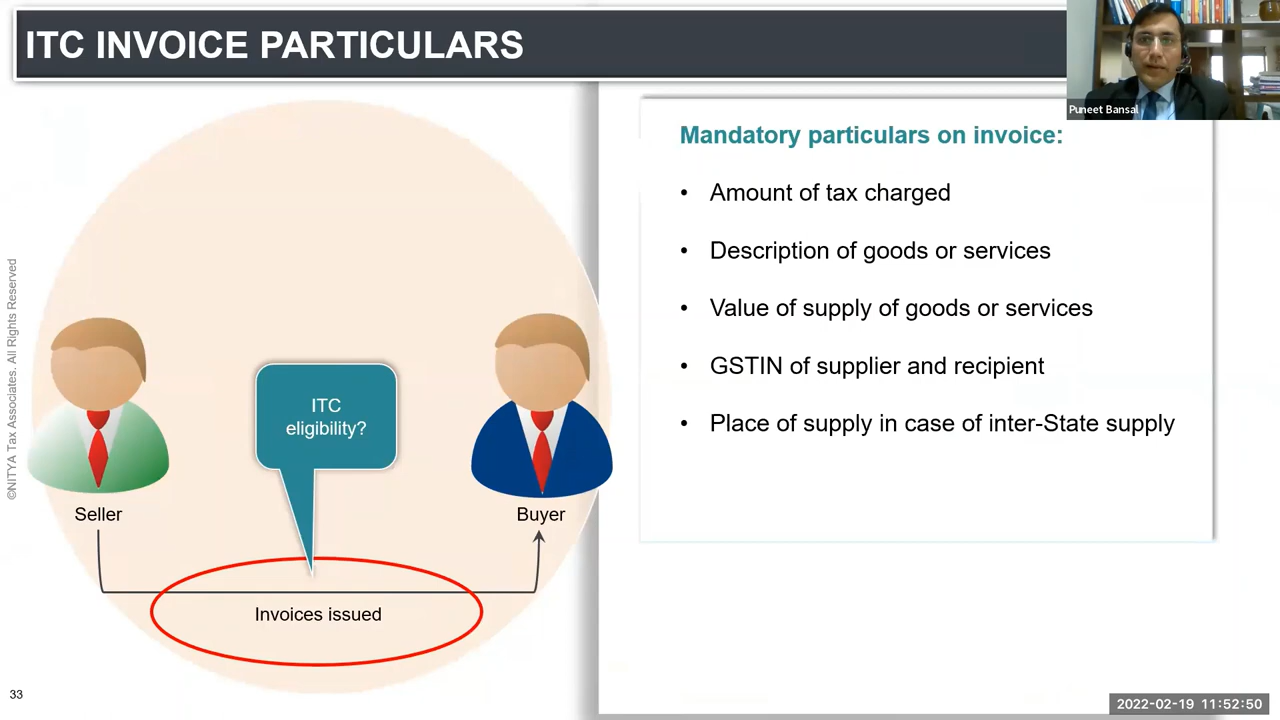 ITC INVOICE PARTICULARS
Puneet Bansal
Mandatory particulars on invoice:
• Amount of tax charged
• Description of goods or services
• Value of supply of goods or services
• GSTIN of supplier and recipient
• Place of supply in case of inter-State supply
ITC
eligibility?
Seller
Buyer
Invoices issued
©NITYA Tax Associates. All Rights Reserved
33
2022-02-19 11:52:50